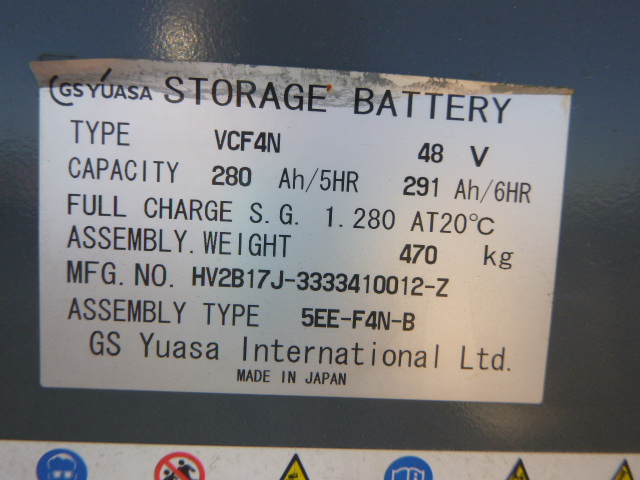 GS YUASA STORAGE BATTERY
TYPE VCF4N 48 V
CAPACITY 280 Ah/5HR 291 Ah/6HR
FULL CHARGE S.G. 1.280 AT20℃
ASSEMBLY.WEIGHT 470 kg
MFG.NO. HV2B17J-3333410012-Z
ASSEMBLY TYPE 5EE-F4N-B
GS Yuasa International Ltd.
MADE IN JAPAN